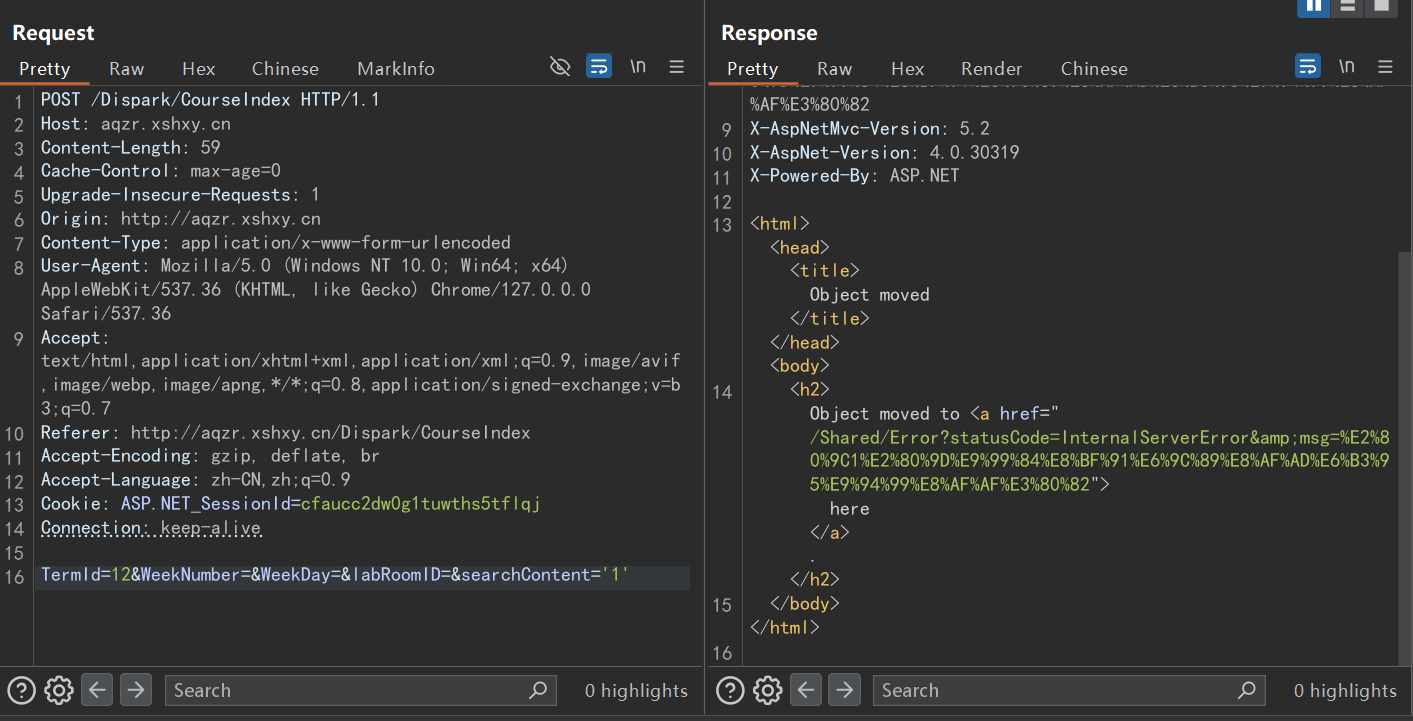 Request
Pretty Raw Hex Chinese MarkInfo \n
1 POST /Dispark/CourseIndex HTTP/1.1
2 Host: aqzr.xshxy.cn
3 Content-Length: 59
4 Cache-Control: max-age=0
5 Upgrade-Insecure-Requests: 1
6 Origin: http://aqzr.xshxy.cn
7 Content-Type: application/x-www-form-urlencoded
8 User-Agent: Mozilla/5.0 (Windows NT 10.0; Win64; x64)
AppleWebKit/537.36 (KHTML, like Gecko) Chrome/127.0.0.0
Safari/537.36
9 Accept:
text/html,application/xhtml+xml,application/xml;q=0.9,image/avif
,image/webp,image/apng,*/*;q=0.8,application/signed-exchange;v=b
3;q=0.7
10 Referer: http://aqzr.xshxy.cn/Dispark/CourseIndex
11 Accept-Encoding: gzip, deflate, br
12 Accept-Language: zh-CN,zh;q=0.9
13 Cookie: ASP.NET_SessionId=cfaucc2dw0g1tuwths5tflqj
14 Connection: keep-alive
15
16 TermId=12&WeekNumber=&WeekDay=&labRoomID=&searchContent='1'
Search 0 highlights
Response
Pretty Raw Hex Render Chinese \n
%AF%E3%80%82
9 X-AspNetMvc-Version: 5.2
10 X-AspNet-Version: 4.0.30319
11 X-Powered-By: ASP.NET
12
13 <html>
<head>
<title>
Object moved
</title>
</head>
<body>
14 <h2>
Object moved to <a href="
/Shared/Error?statusCode=InternalServerError&amp;msg=%E2%8
0%9C1%E2%80%9D%E9%99%84%E8%BF%91%E6%9C%89%E8%AF%AD%E6%B3%9
5%E9%94%99%E8%AF%AF%E3%80%82">
here
</a>
.
</h2>
15 </body>
</html>
16
Search 0 highlights